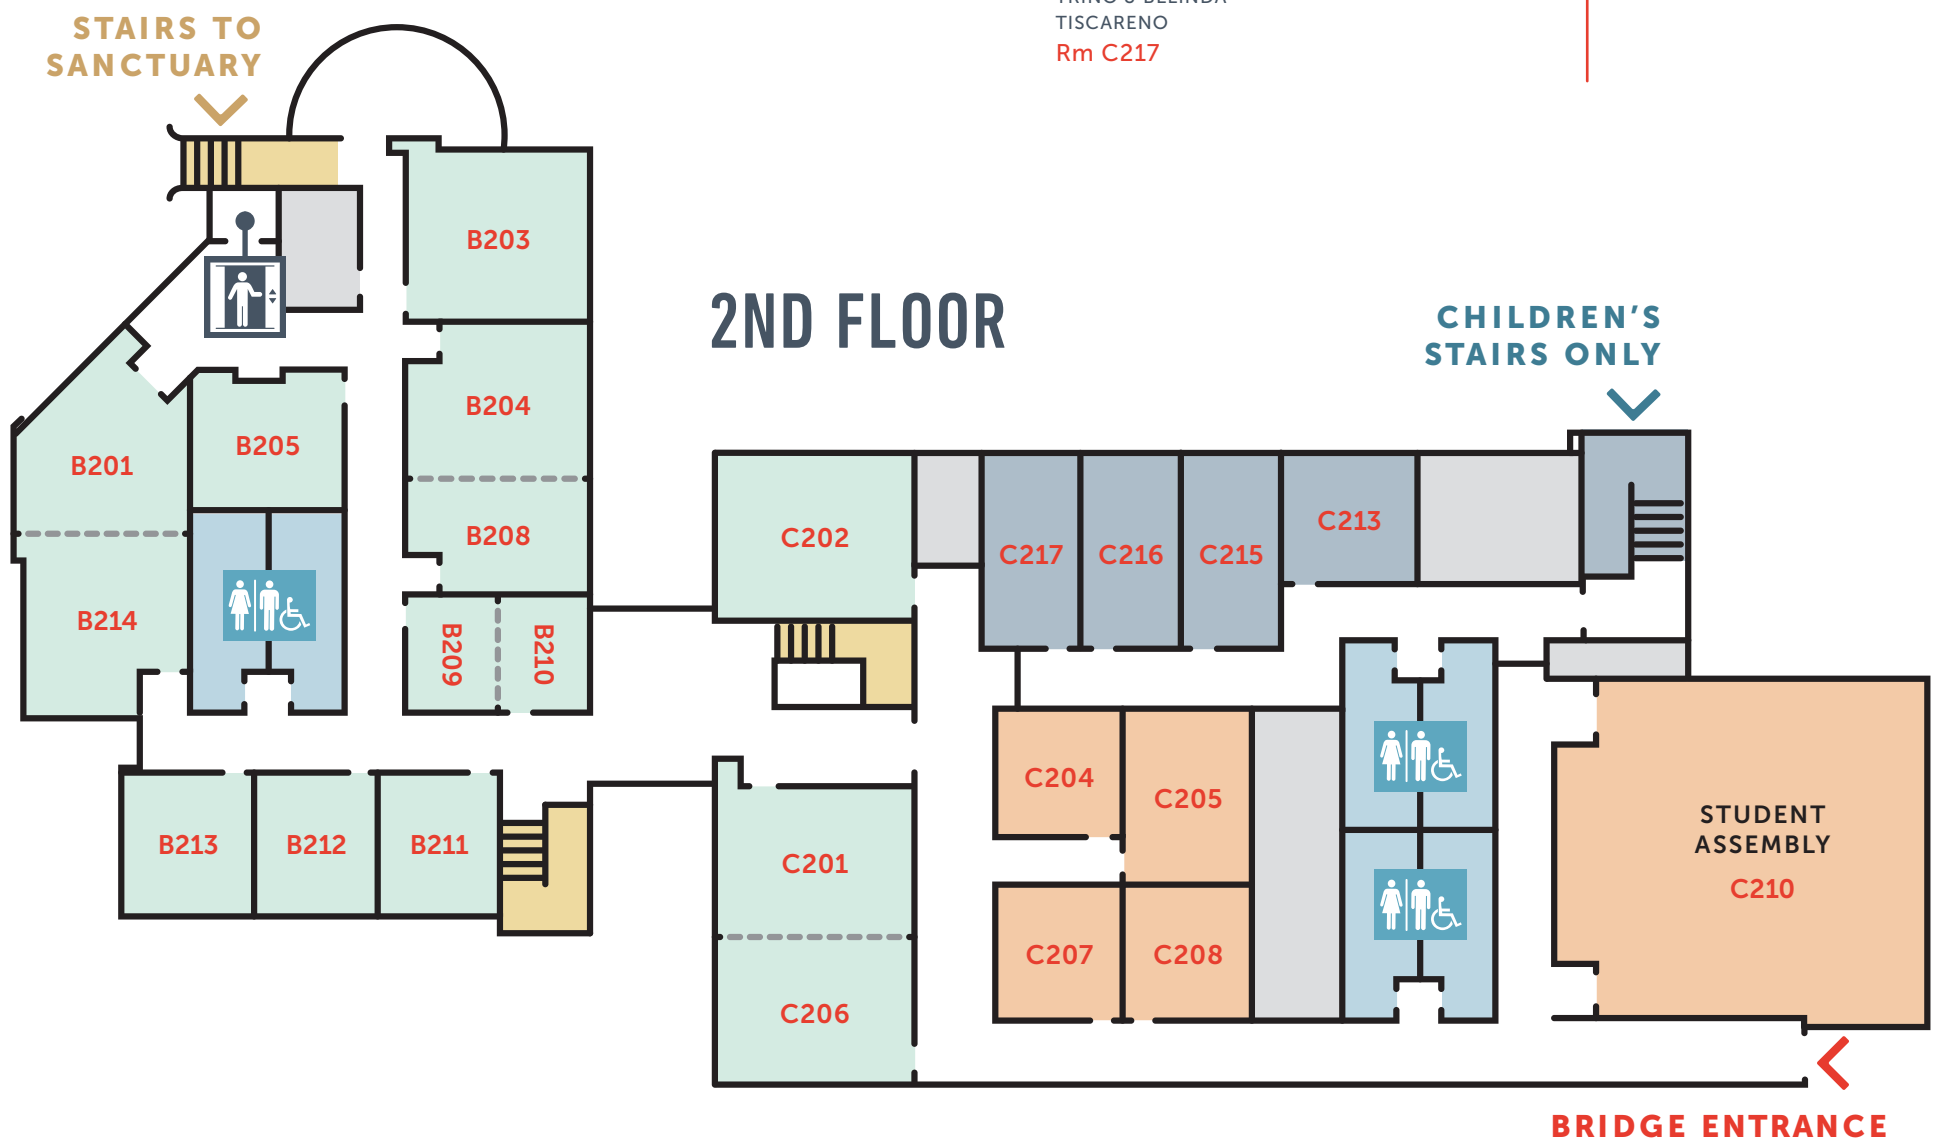 TRINO & BELINDA
TISCARENO
Rm C217
STAIRS TO
SANCTUARY
2ND FLOOR
CHILDREN'S
STAIRS ONLY
B203
B204
B201
B205
B208
B214
B209
B210
B213
B212
B211
C202
C217
C216
C215
C213
C204
C205
C201
C207
C208
C206
STUDENT
ASSEMBLY
C210
BRIDGE ENTRANCE